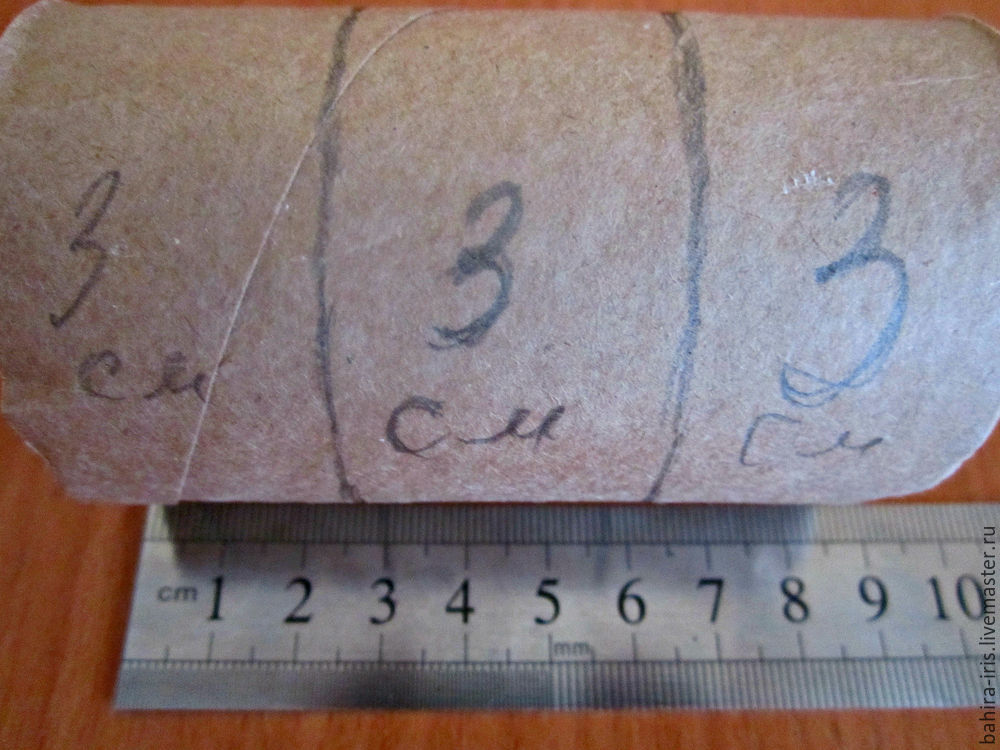 3 3 3
см см см
cm 1 2 3 4 5 6 7 8 9 10
mm
bahira-iris.livemaster.ru